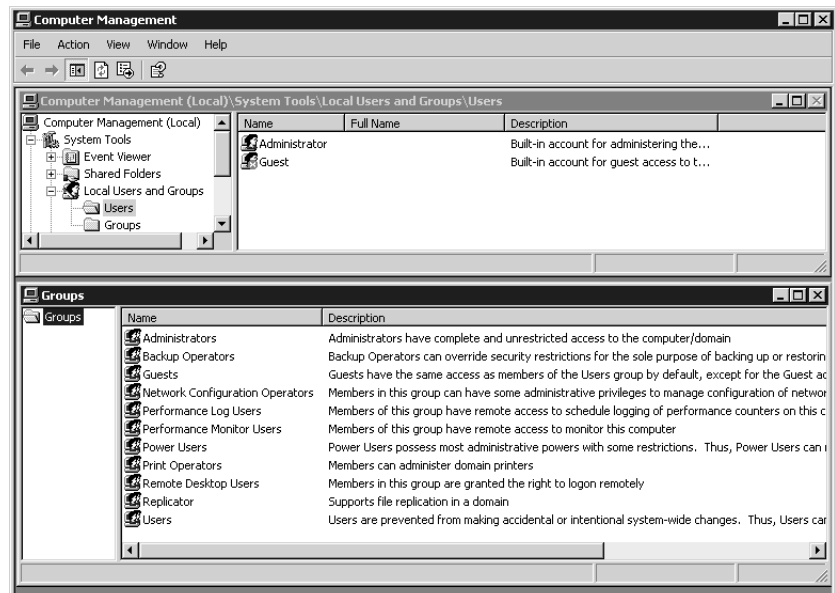 Computer Management
File Action View Window Help
Computer Management (Local)\System Tools\Local Users and Groups\Users
Computer Management (Local)
System Tools
Event Viewer
Shared Folders
Local Users and Groups
Users
Groups
Name Full Name Description
Administrator Built-in account for administering the...
Guest Built-in account for guest access to t...
Groups
Groups
Name Description
Administrators Administrators have complete and unrestricted access to the computer/domain
Backup Operators Backup Operators can override security restrictions for the sole purpose of backing up or restorin
Guests Guests have the same access as members of the Users group by default, except for the Guest ac
Network Configuration Operators Members in this group can have some administrative privileges to manage configuration of networ
Performance Log Users Members of this group have remote access to schedule logging of performance counters on this c
Performance Monitor Users Members of this group have remote access to monitor this computer
Power Users Power Users possess most administrative powers with some restrictions. Thus, Power Users can
Print Operators Members can administer domain printers
Remote Desktop Users Members in this group are granted the right to logon remotely
Replicator Supports file replication in a domain
Users Users are prevented from making accidental or intentional system-wide changes. Thus, Users car